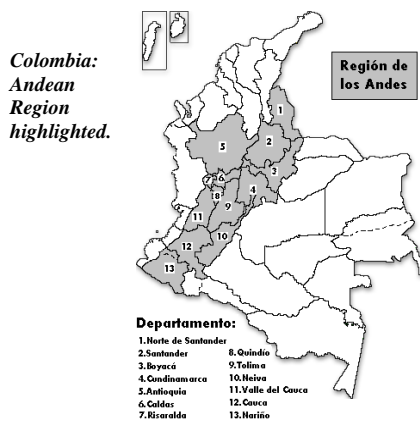 Colombia:
Andean
Region
highlighted.
Región de
los Andes
1
2
3
4
5
6
7
8
9
10
11
12
13
Departamento:
1.Norte de Santander
2.Santander
3.Boyacá
4.Cundinamarca
5.Antioquia
6.Caldas
7.Risaralda
8.Quindío
9.Tolima
10.Neiva
11.Valle del Cauca
12.Cauca
13.Nariño